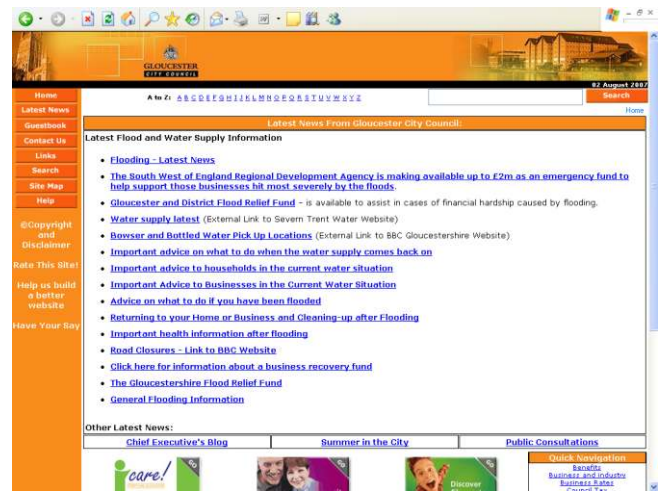 GLOUCESTER
CITY COUNCIL
02 August 2007
Home
Latest News
Guestbook
Contact Us
Links
Search
Site Map
Help
©Copyright
and
Disclaimer
Rate This Site!
Help us build
a better
website
Have Your Say
A to Z: A B C D E F G H I J K L M N O P Q R S T U V W X Y Z
Search
Home
Latest News From Gloucester City Council:
Latest Flood and Water Supply Information
Flooding - Latest News
The South West of England Regional Development Agency is making available up to £2m as an emergency fund to
help support those businesses hit most severely by the floods.
Gloucester and District Flood Relief Fund - is available to assist in cases of financial hardship caused by flooding.
Water supply latest (External Link to Severn Trent Water Website)
Bowser and Bottled Water Pick Up Locations (External Link to BBC Gloucestershire Website)
Important advice on what to do when the water supply comes back on
Important advice to households in the current water situation
Important Advice to Businesses in the Current Water Situation
Advice on what to do if you have been flooded
Returning to your Home or Business and Cleaning-up after Flooding
Important health information after flooding
Road Closures - Link to BBC Website
Click here for information about a business recovery fund
The Gloucestershire Flood Relief Fund
General Flooding Information
Other Latest News:
Chief Executive's Blog
Summer in the City
Public Consultations
icare!
GO
GO
Discover
GO
Quick Navigation
Benefits
Business and industry
Business Rates
Council Tax